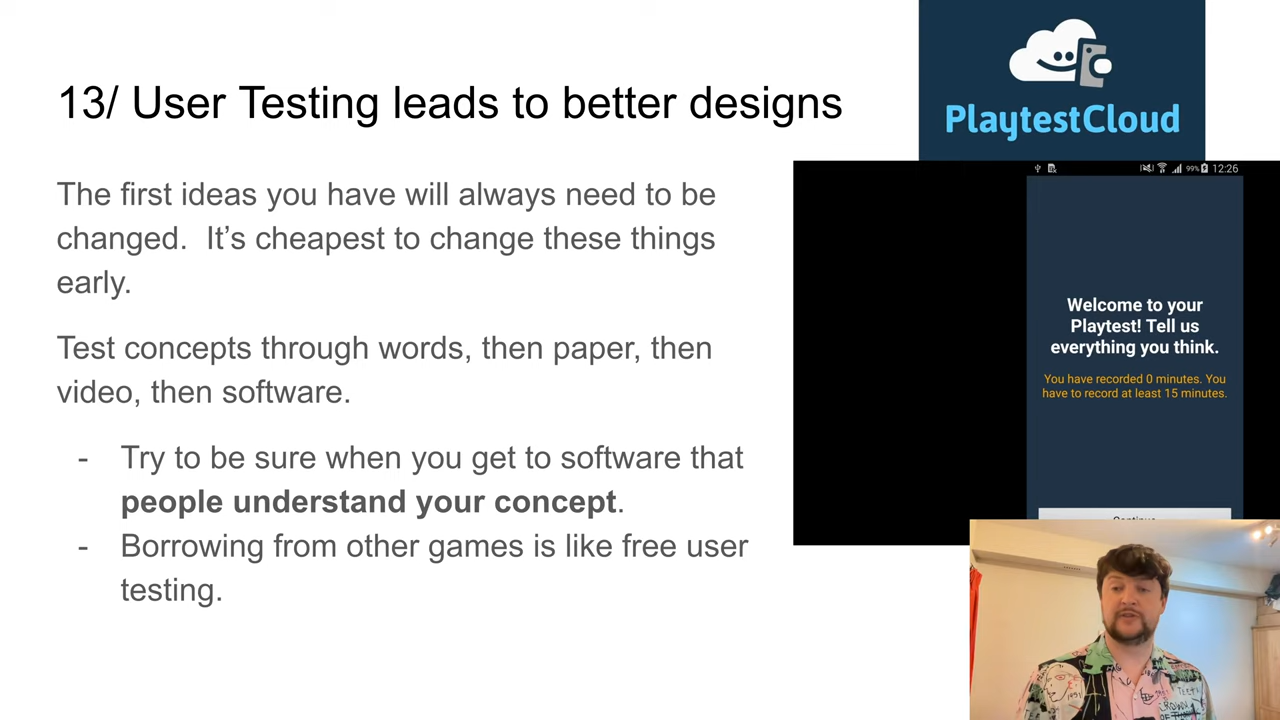 13/ User Testing leads to better designs
The first ideas you have will always need to be
changed.  It’s cheapest to change these things
early.
Test concepts through words, then paper, then
video, then software.
- Try to be sure when you get to software that
people understand your concept.
- Borrowing from other games is like free user
testing.
PlaytestCloud
99% 12:26
Welcome to your
Playtest! Tell us
everything you think.
You have recorded 0 minutes. You
have to record at least 15 minutes.
Continue